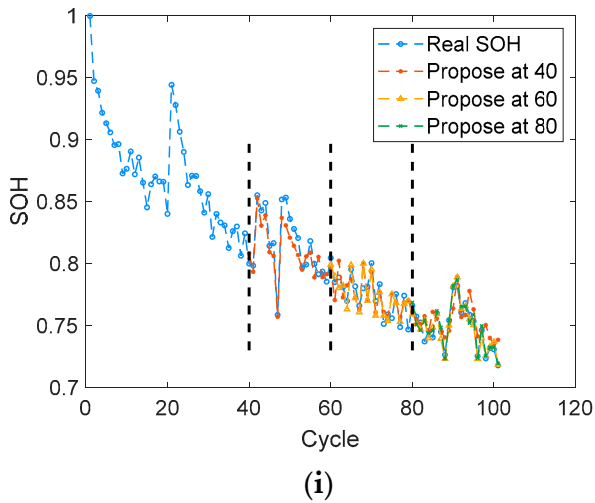 Real SOH
Propose at 40
Propose at 60
Propose at 80
1
0.95
0.9
0.85
0.8
0.75
0.7
SOH
0 20 40 60 80 100 120
Cycle
(i)